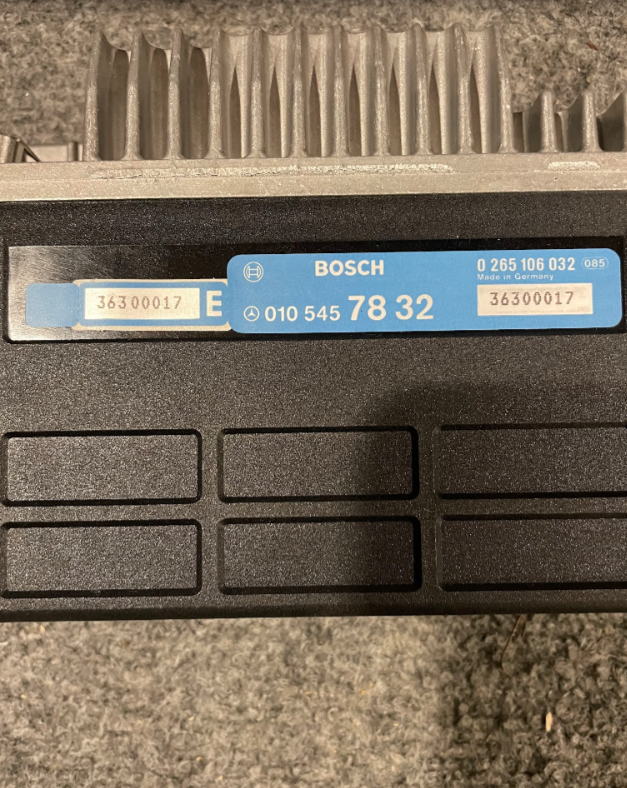 36300017 E
BOSCH
010 545 78 32
0 265 106 032 085
Made in Germany
36300017